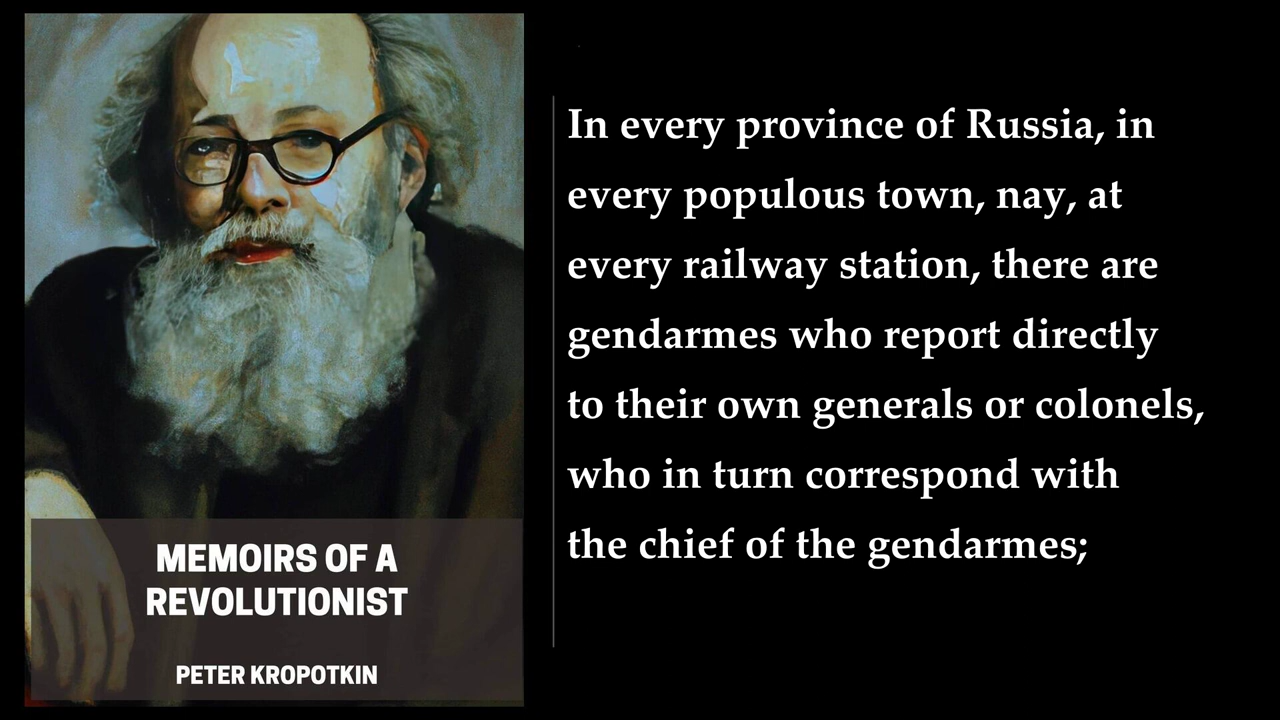 MEMOIRS OF A
REVOLUTIONIST
PETER KROPOTKIN
In every province of Russia, in
every populous town, nay, at
every railway station, there are
gendarmes who report directly
to their own generals or colonels,
who in turn correspond with
the chief of the gendarmes;